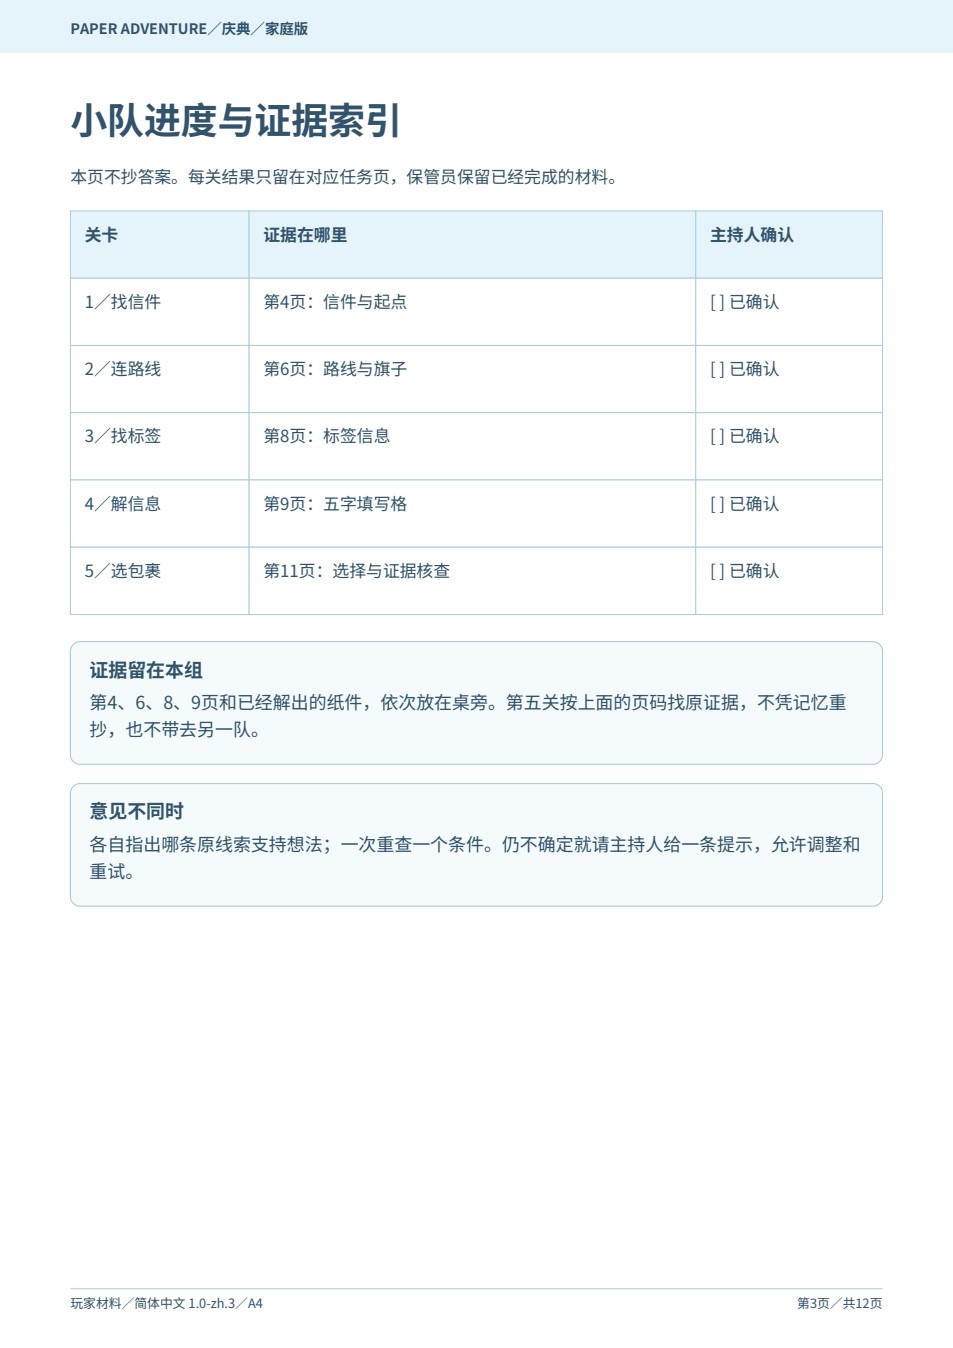 PAPER ADVENTURE／庆典／家庭版
小队进度与证据索引
本页不抄答案。每关结果只留在对应任务页，保管员保留已经完成的材料。
关卡 证据在哪里 主持人确认
1／找信件 第4页：信件与起点 [ ] 已确认
2／连路线 第6页：路线与旗子 [ ] 已确认
3／找标签 第8页：标签信息 [ ] 已确认
4／解信息 第9页：五字填写格 [ ] 已确认
5／选包裹 第11页：选择与证据核查 [ ] 已确认
证据留在本组
第4、6、8、9页和已经解出的纸件，依次放在桌旁。第五关按上面的页码找原证据，不凭记忆重
抄，也不带去另一队。
意见不同时
各自指出哪条原线索支持想法；一次重查一个条件。仍不确定就请主持人给一条提示，允许调整和
重试。
玩家材料／简体中文 1.0-zh.3／A4 第3页／共12页